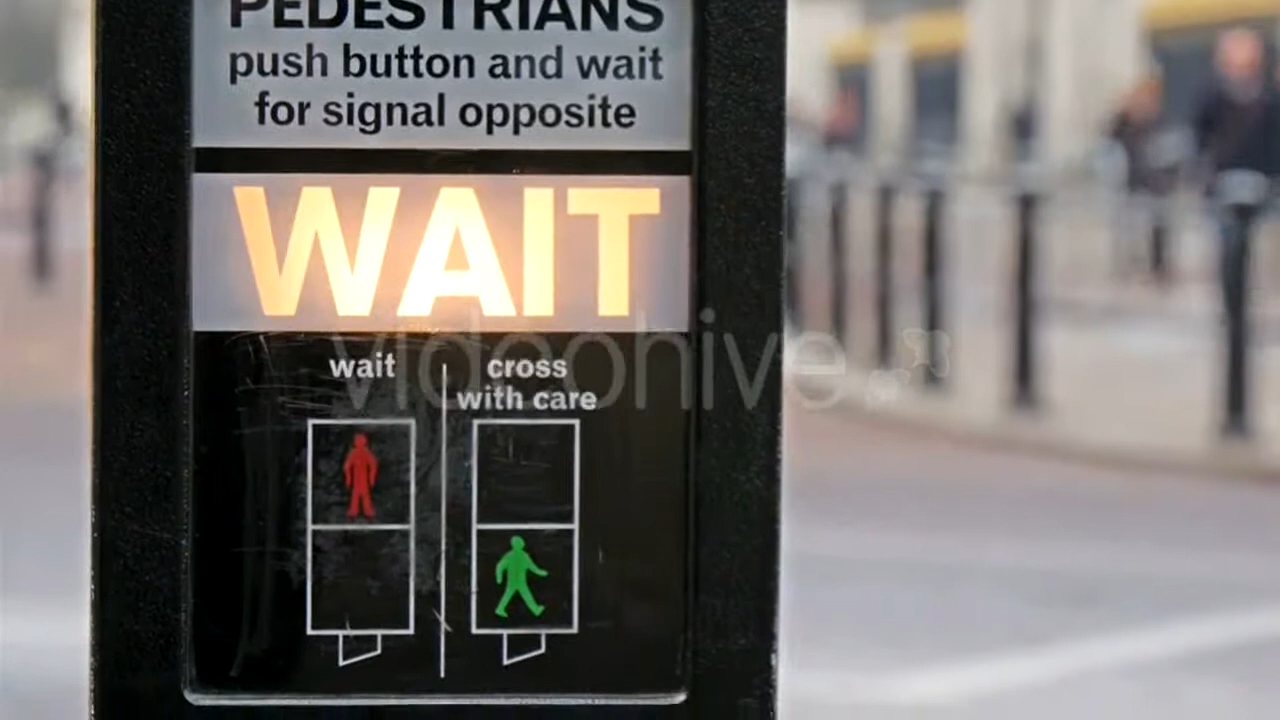 PEDESTRIANS
push button and wait
for signal opposite
WAIT
wait
cross
with care
videohive